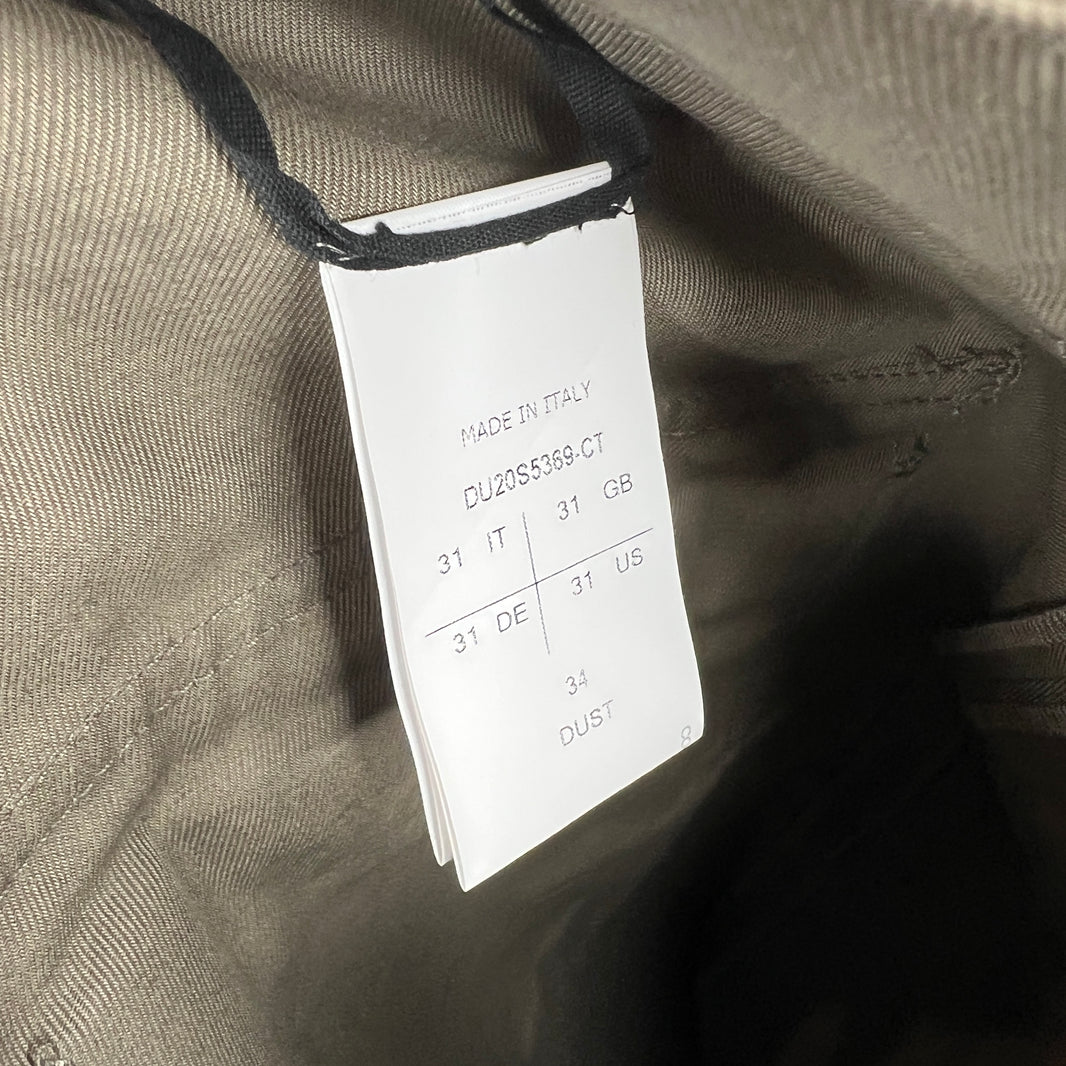 MADE IN ITALY
DU20S5369-CT
31 IT 31 GB
31 DE 31 US
34
DUST
8